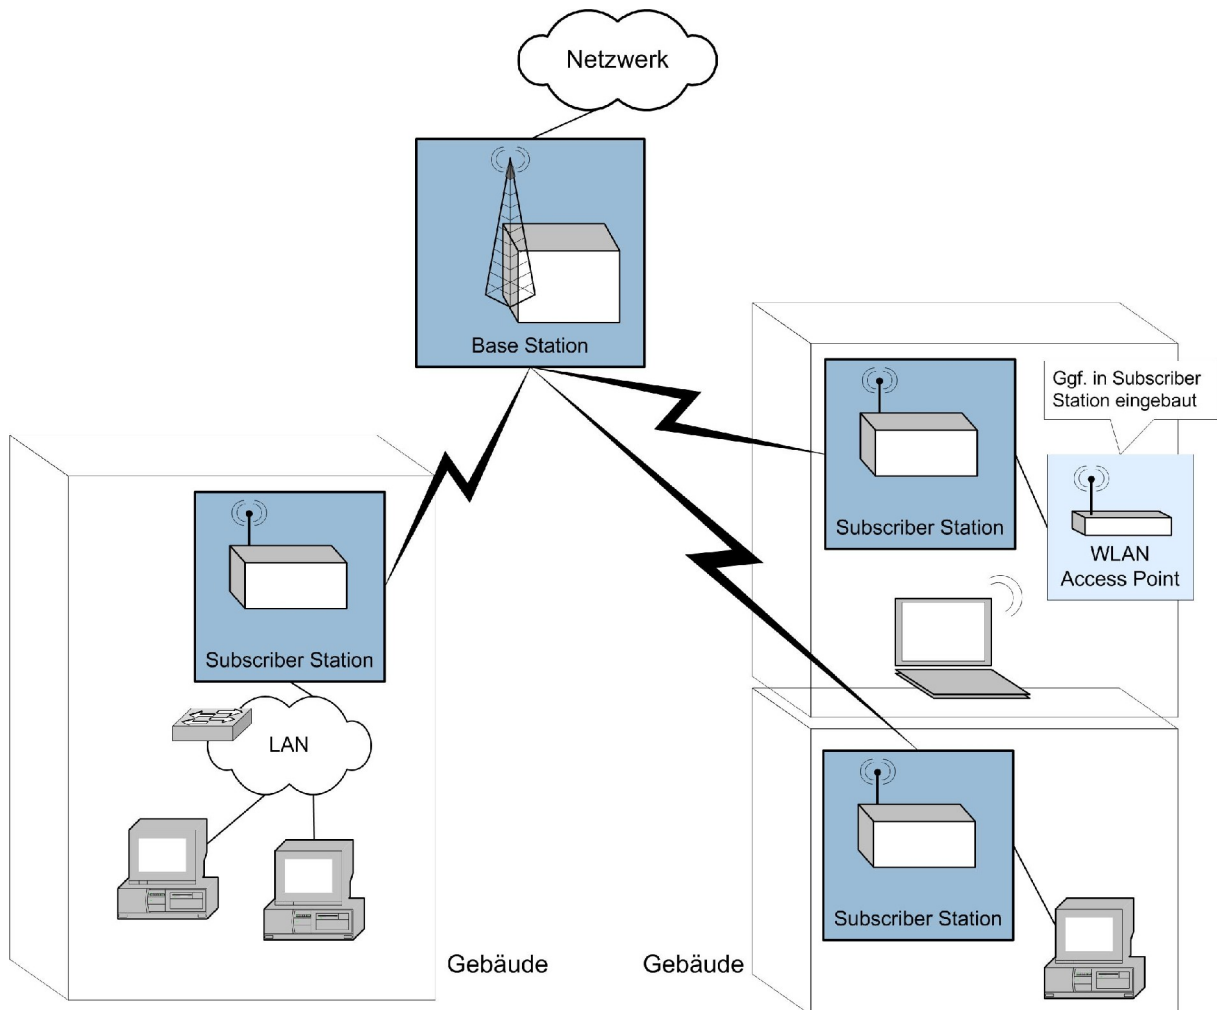 Netzwerk
Base Station
Ggf. in Subscriber
Station eingebaut
Subscriber Station
WLAN
Access Point
Subscriber Station
LAN
Subscriber Station
Gebäude
Gebäude